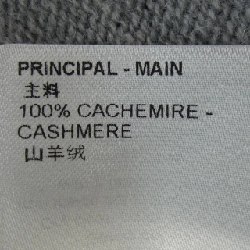 PRINCIPAL - MAIN
主料
100% CACHEMIRE -
CASHMERE
山羊绒